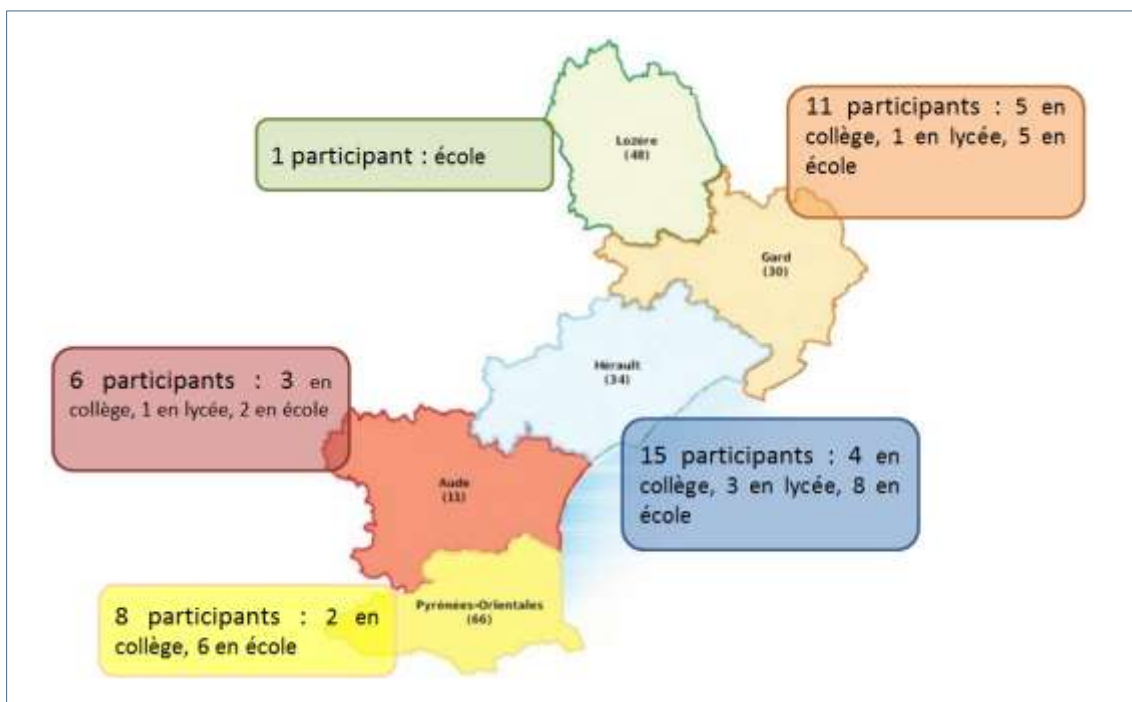 Lozère
(48)
1 participant : école
11 participants : 5 en
collège, 1 en lycée, 5 en
école
Gard
(30)
Hérault
(34)
6 participants : 3 en
collège, 1 en lycée, 2 en école
15 participants : 4 en
collège, 3 en lycée, 8 en
école
Aude
(11)
8 participants : 2 en
collège, 6 en école
Pyrénées-Orientales
(66)